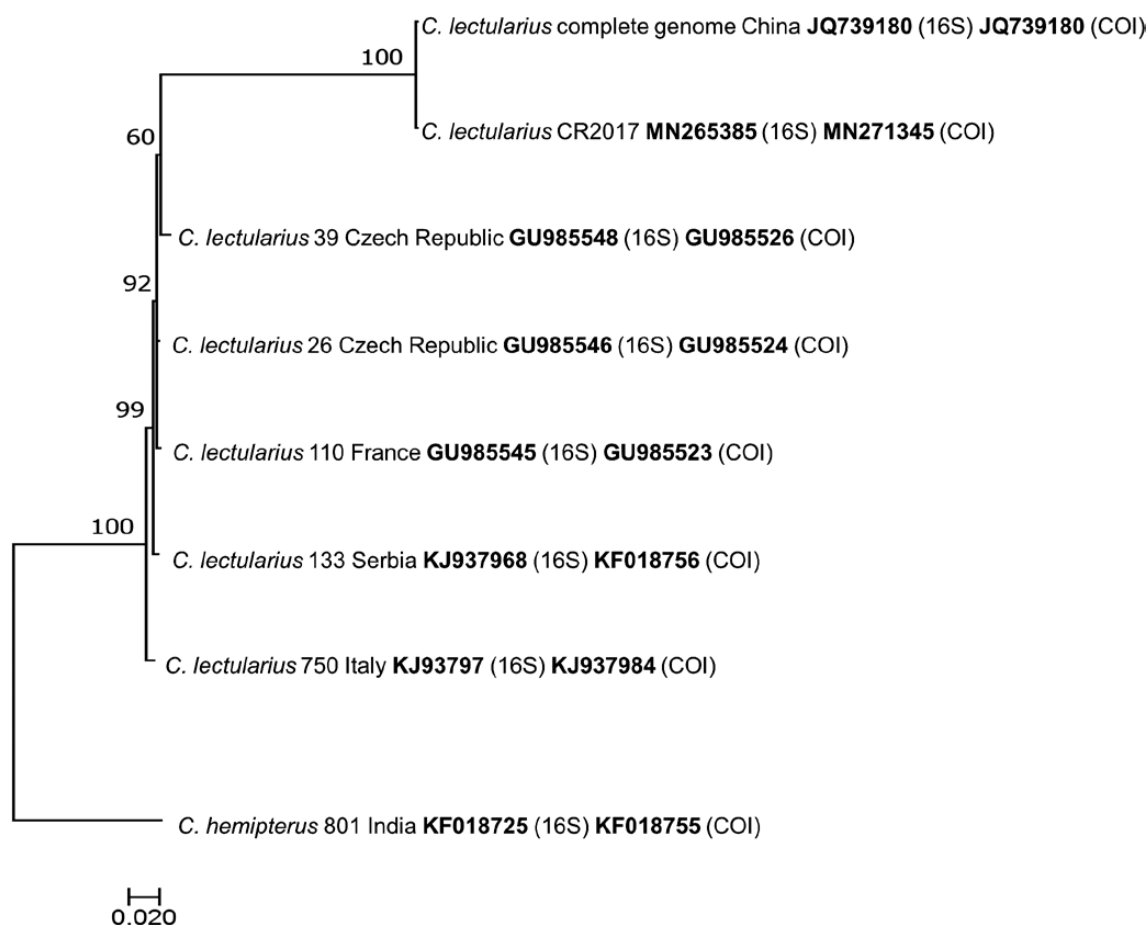 C. lectularius complete genome China JQ739180 (16S) JQ739180 (COI)
100
C. lectularius CR2017 MN265385 (16S) MN271345 (COI)
60
C. lectularius 39 Czech Republic GU985548 (16S) GU985526 (COI)
92
C. lectularius 26 Czech Republic GU985546 (16S) GU985524 (COI)
99
C. lectularius 110 France GU985545 (16S) GU985523 (COI)
100
C. lectularius 133 Serbia KJ937968 (16S) KF018756 (COI)
C. lectularius 750 Italy KJ93797 (16S) KJ937984 (COI)
C. hemipterus 801 India KF018725 (16S) KF018755 (COI)
0.020